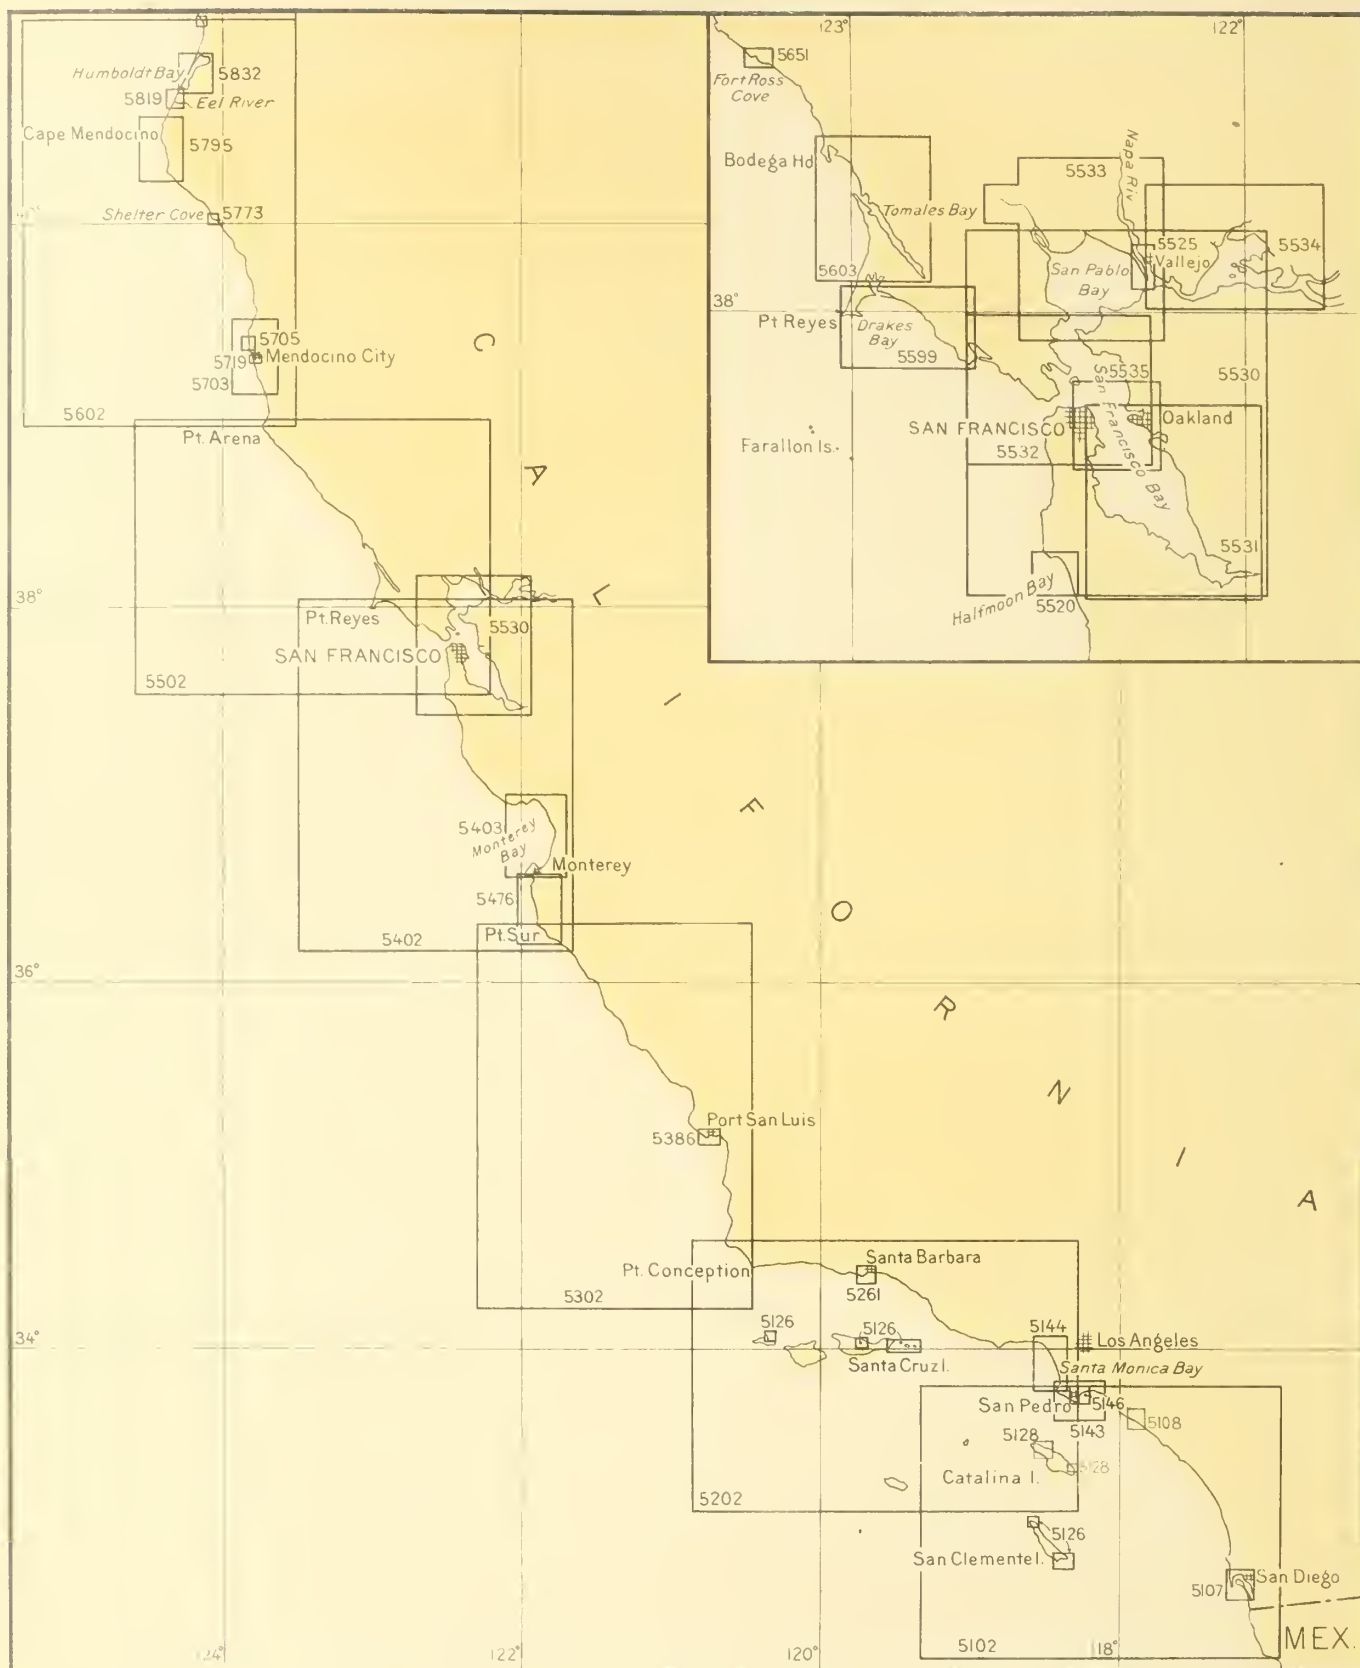 123°
122°
5651
Fort Ross
Cove
Humboldt Bay
5832
5819
Eel River
Cape Mendocino
5795
Shelter Cove
5773
5705
5719
Mendocino City
5703
5602
Pt. Arena
Bodega Hd
Napa Riv
5533
Tomales Bay
5525
Vallejo
5534
San Pablo
Bay
5603
38°
Pt Reyes
Drakes
Bay
5599
5535
5530
San Francisco Bay
SAN FRANCISCO
Oakland
5532
Farallon Is.
5531
Halfmoon Bay
5520
CALIFORNIA
38°
Pt. Reyes
5530
SAN FRANCISCO
5502
5403
Monterey
Bay
Monterey
5476
Pt. Sur
5402
36°
Port San Luis
5386
Pt. Conception
Santa Barbara
5261
5302
34°
5126
5126
Santa Cruz I.
5144
Los Angeles
Santa Monica Bay
San Pedro
5146
5143
5108
5128
5128
Catalina I.
5202
5126
San Clemente I.
5107
San Diego
5102
MEX.
124°
122°
120°
118°